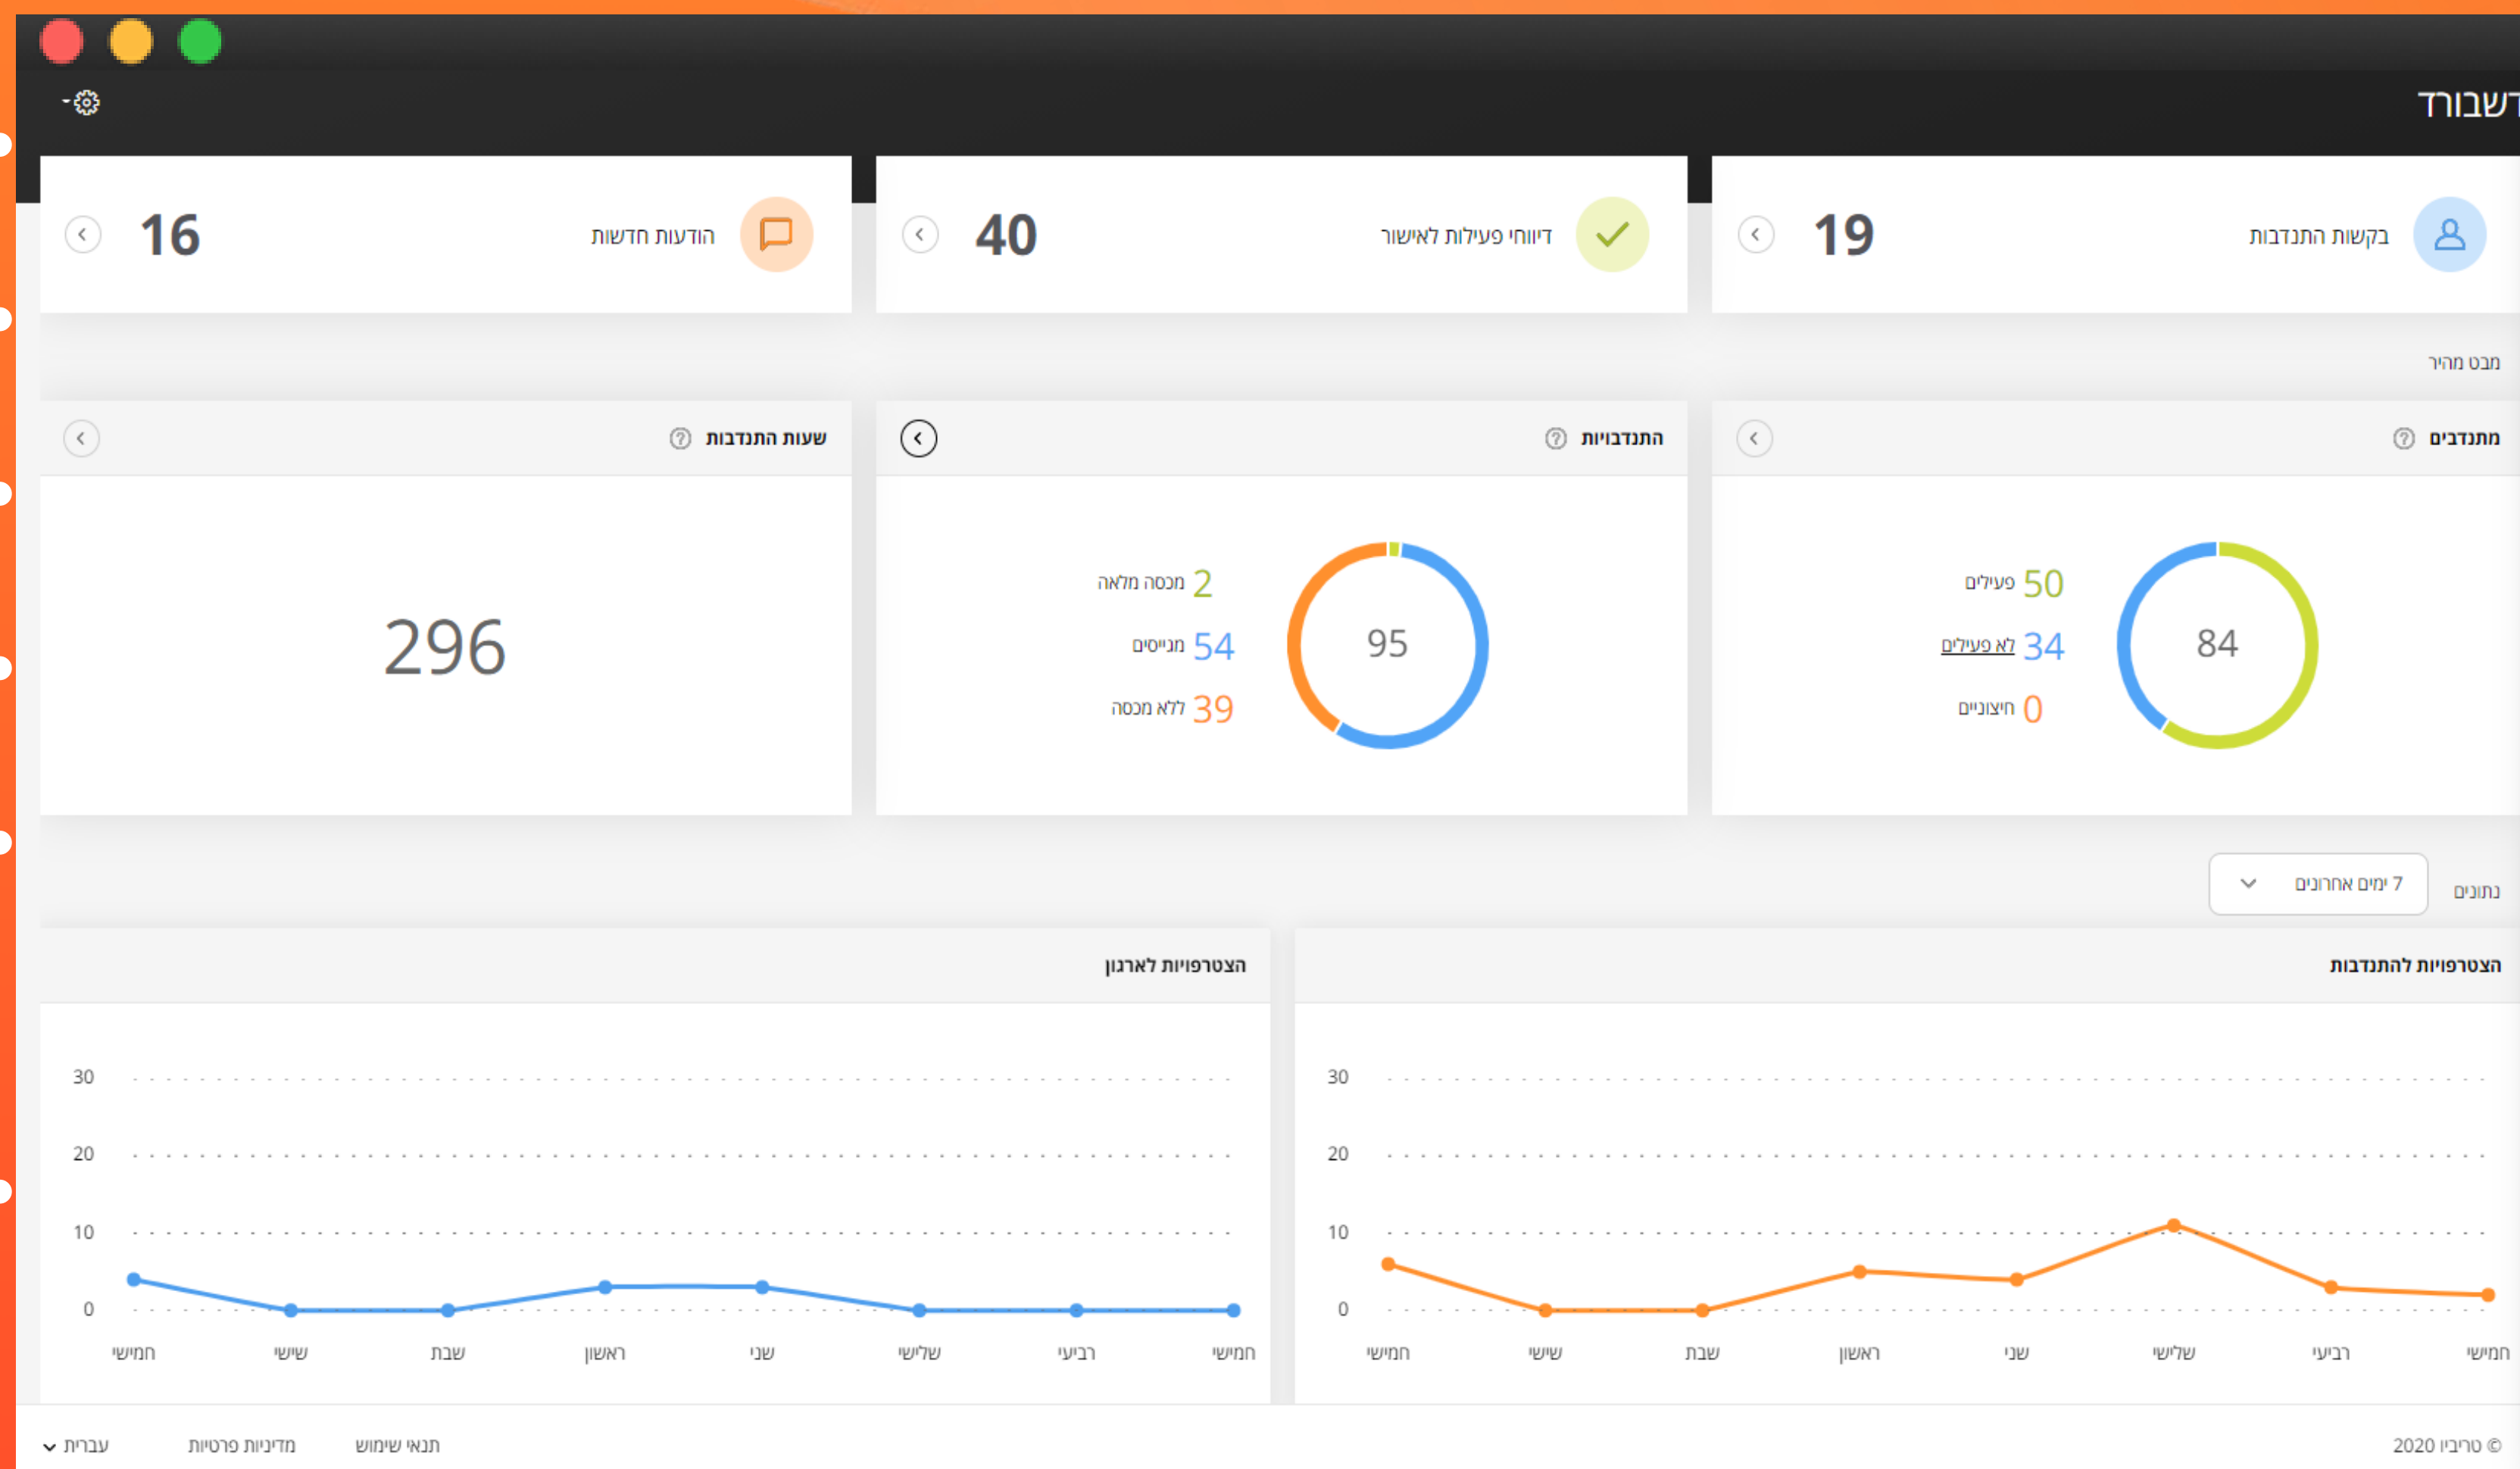 דשבורד
בקשות התנדבות
19
דיווחי פעילות לאישור
40
הודעות חדשות
16
מבט מהיר
מתנדבים
84
50 פעילים
34 לא פעילים
0 חיצוניים
התנדבויות
95
2 מכסה מלאה
54 מגייסים
39 ללא מכסה
שעות התנדבות
296
נתונים
7 ימים אחרונים
הצטרפויות להתנדבות
30
20
10
0
חמישי שישי שבת ראשון שני שלישי רביעי חמישי
הצטרפויות לארגון
30
20
10
0
חמישי שישי שבת ראשון שני שלישי רביעי חמישי
© טריביו 2020
תנאי שימוש
מדיניות פרטיות
עברית